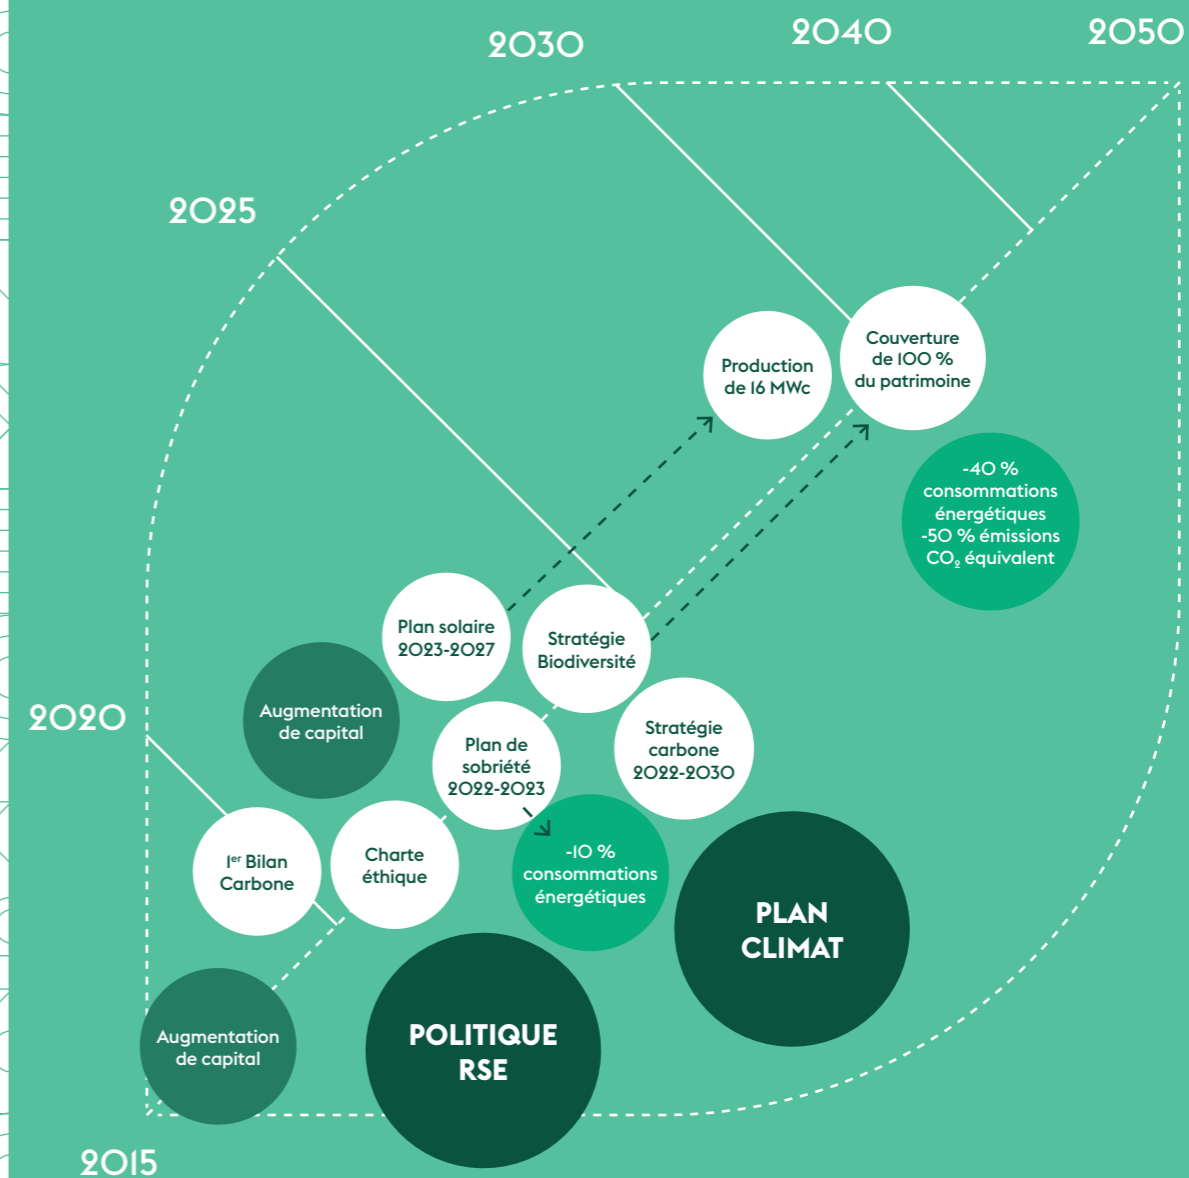 2030
2040
2050
2025
2020
2015
Production
de 16 MWc
Couverture
de 100 %
du patrimoine
-40 %
consommations
énergétiques
-50 % émissions
CO₂ équivalent
Plan solaire
2023-2027
Stratégie
Biodiversité
Augmentation
de capital
Plan de
sobriété
2022-2023
Stratégie
carbone
2022-2030
1er Bilan
Carbone
Charte
éthique
-10 %
consommations
énergétiques
PLAN
CLIMAT
Augmentation
de capital
POLITIQUE
RSE